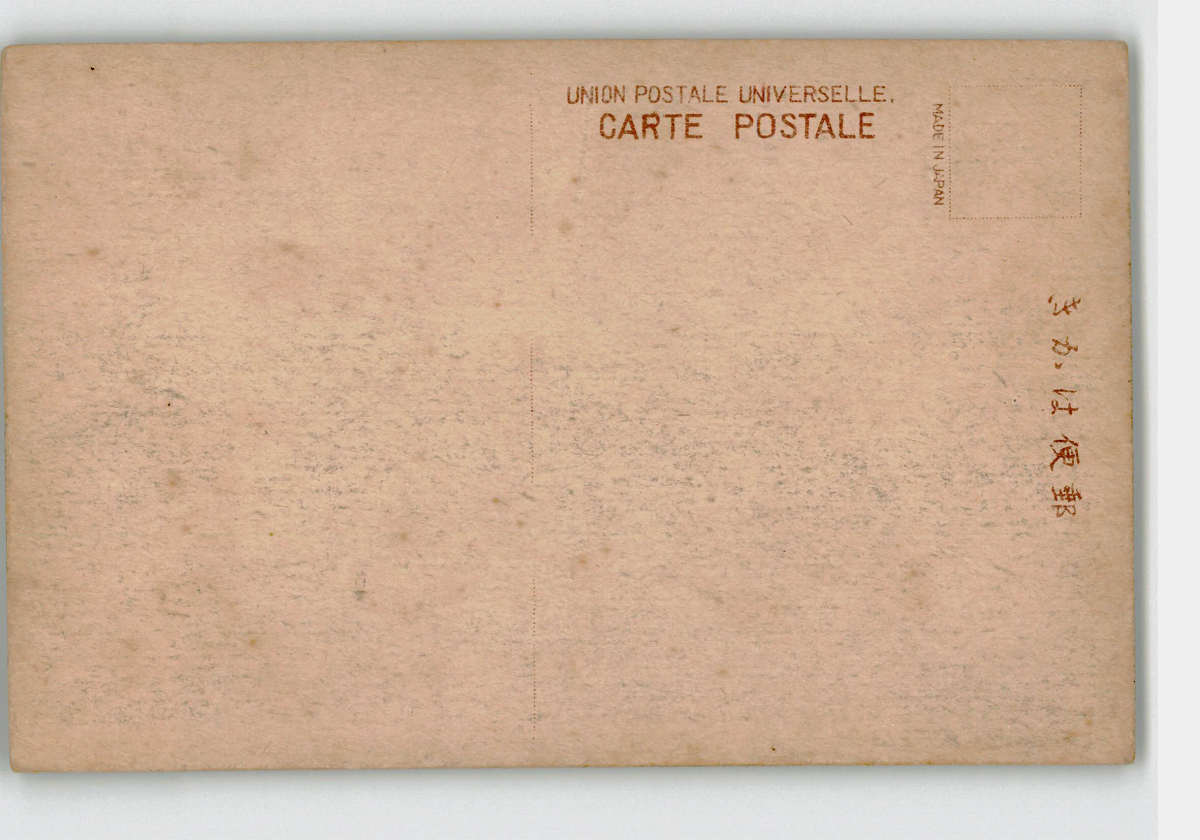 UNION POSTALE UNIVERSELLE.
CARTE POSTALE
MADE IN JAPAN
きかは便郵